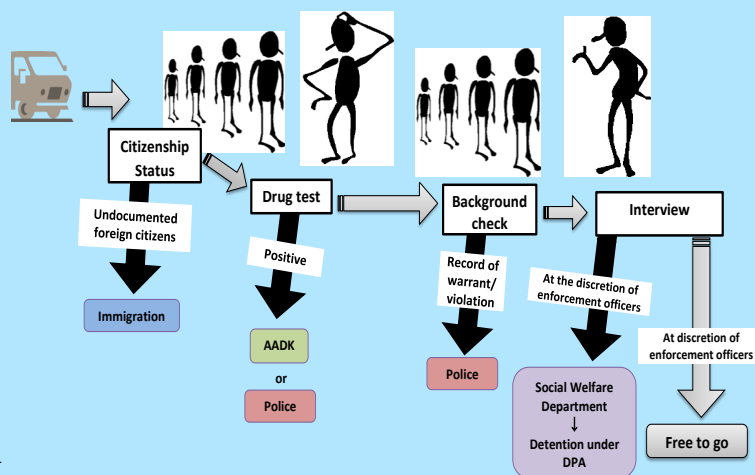 Citizenship
Status
Drug test
Background
check
Interview
Undocumented
foreign citizens
Positive
Record of
warrant/
violation
At the discretion of
enforcement officers
At discretion of
enforcement officers
Immigration
AADK
or
Police
Police
Social Welfare
Department
↓
Detention under
DPA
Free to go